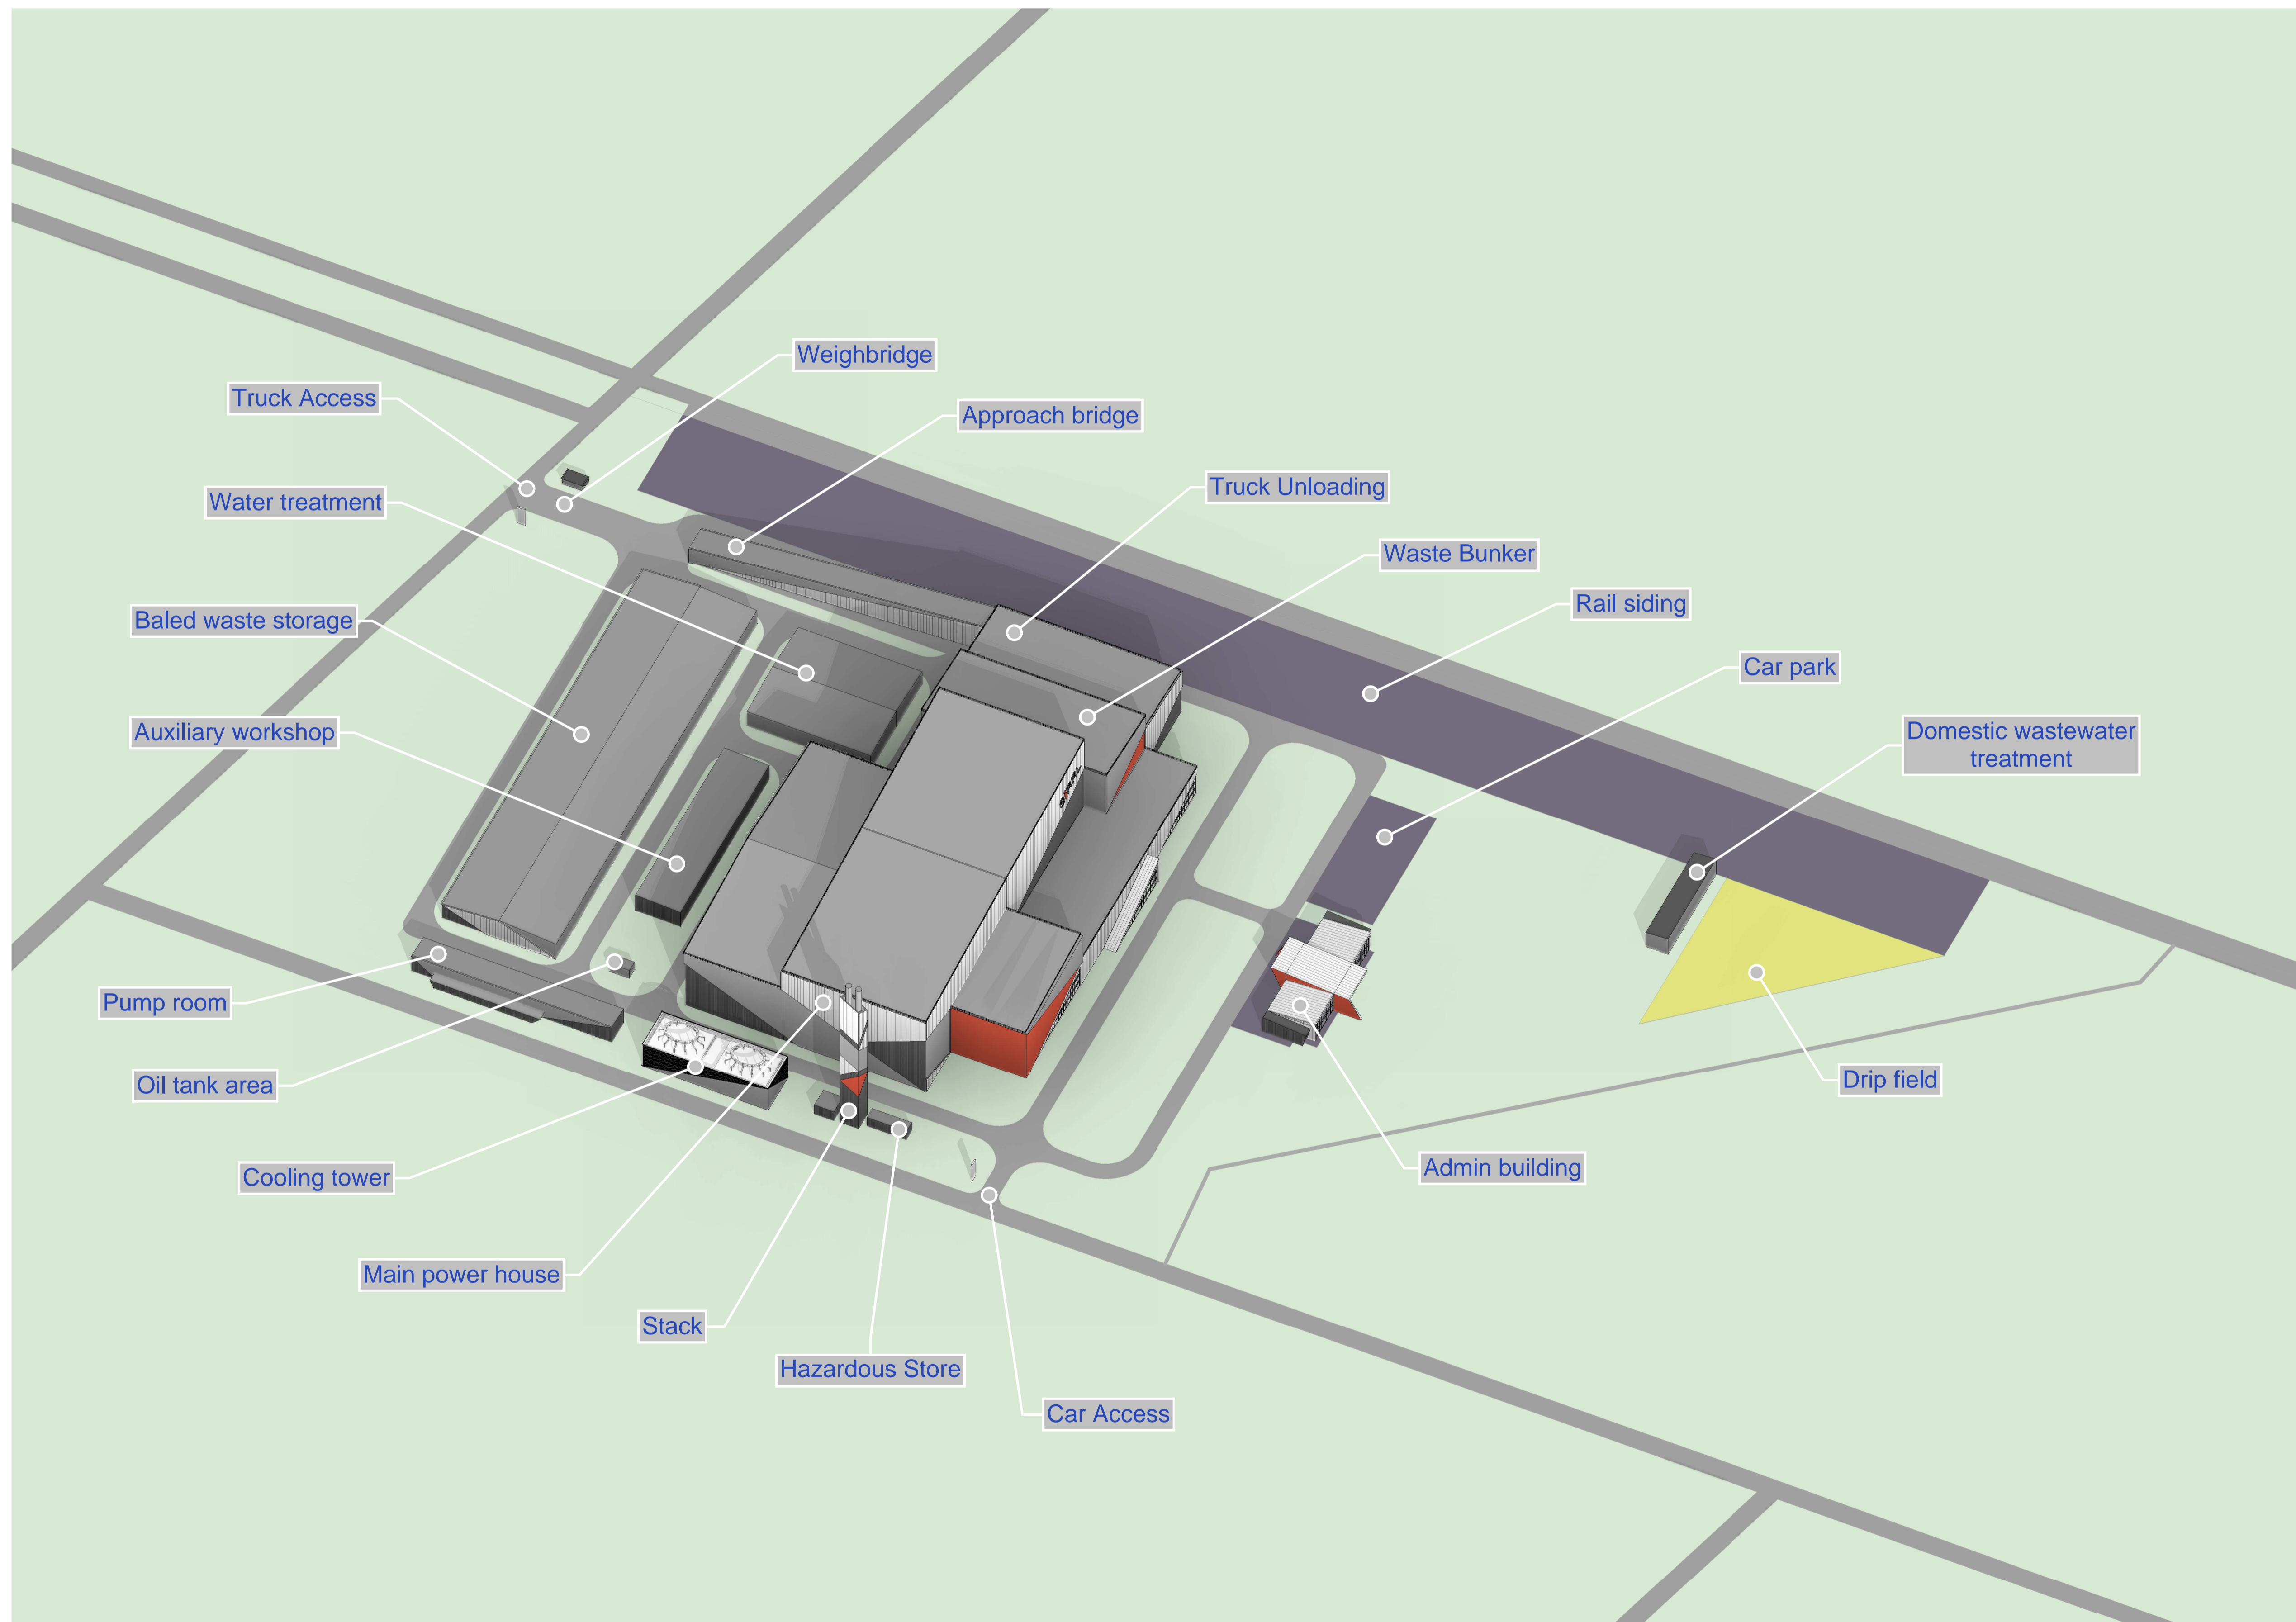 Weighbridge
Truck Access
Approach bridge
Truck Unloading
Water treatment
Waste Bunker
Rail siding
Baled waste storage
Car park
Auxiliary workshop
Domestic wastewater
treatment
Pump room
Oil tank area
Drip field
Cooling tower
Admin building
Main power house
Stack
Hazardous Store
Car Access